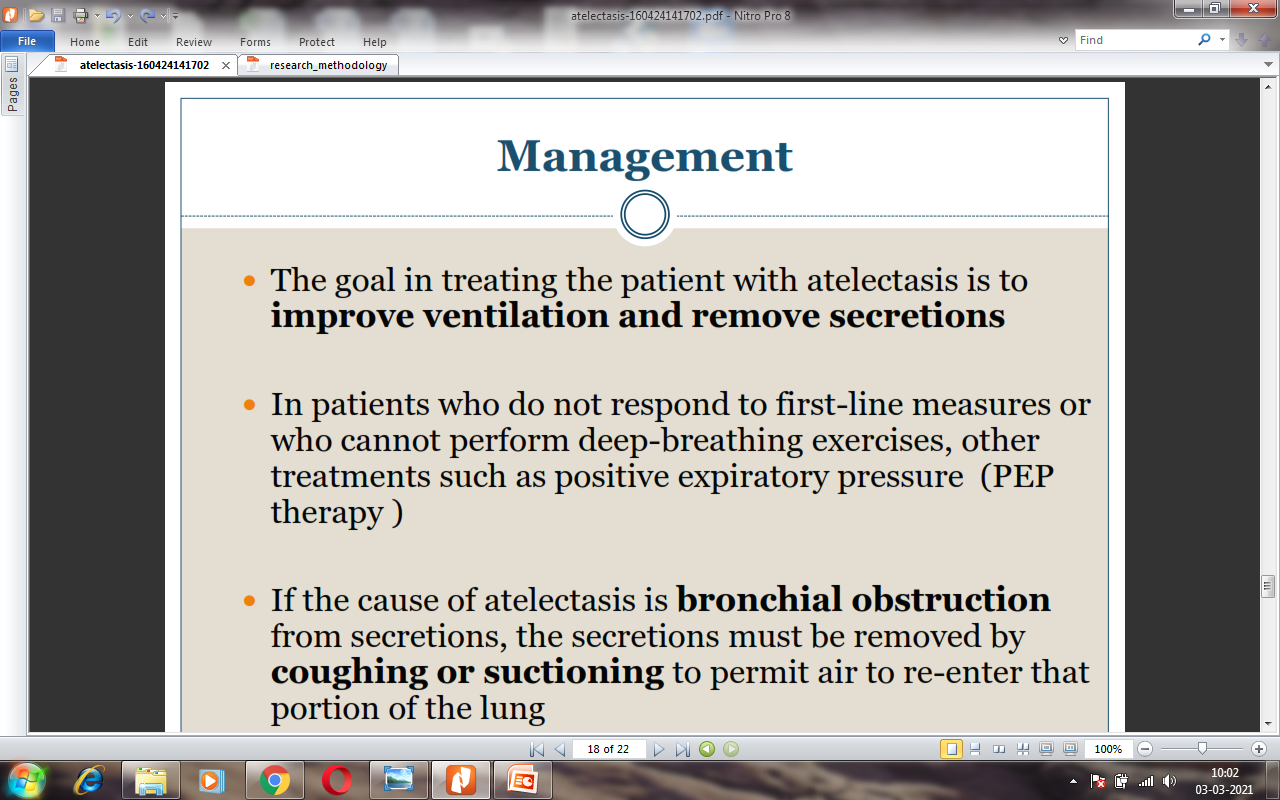 atelectasis-160424141702.pdf - Nitro Pro 8
File Home Edit Review Forms Protect Help
Find
atelectasis-160424141702 research_methodology
Pages
Management
• The goal in treating the patient with atelectasis is to
improve ventilation and remove secretions
• In patients who do not respond to first-line measures or
who cannot perform deep-breathing exercises, other
treatments such as positive expiratory pressure (PEP
therapy )
• If the cause of atelectasis is bronchial obstruction
from secretions, the secretions must be removed by
coughing or suctioning to permit air to re-enter that
portion of the lung
18 of 22
100%
10:02
03-03-2021